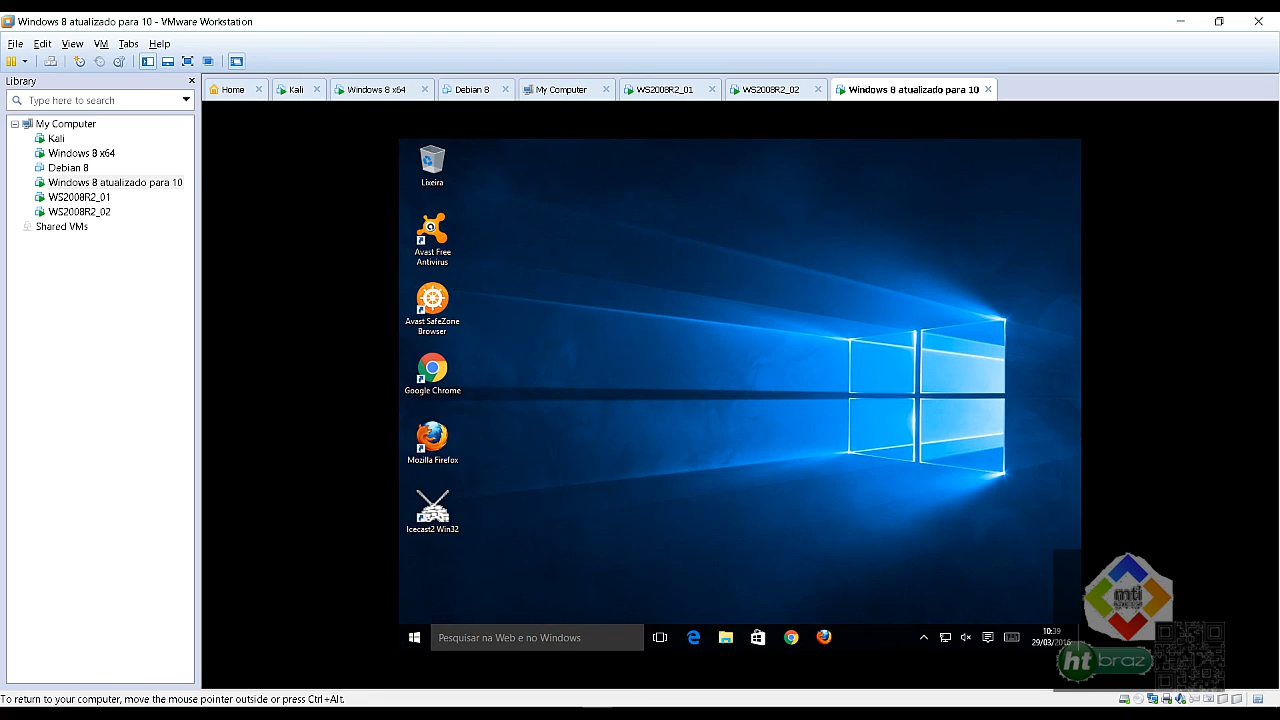 Windows 8 atualizado para 10 - VMware Workstation
File Edit View VM Tabs Help
Library
Type here to search
My Computer
Kali
Windows 8 x64
Debian 8
Windows 8 atualizado para 10
WS2008R2_01
WS2008R2_02
Shared VMs
Home Kali Windows 8 x64 Debian 8 My Computer WS2008R2_01 WS2008R2_02 Windows 8 atualizado para 10
Lixeira
Avast Free
Antivirus
Avast SafeZone
Browser
Google Chrome
Mozilla Firefox
Icecast2 Win32
Pesquisar na Web e no Windows
10:39
29/03/2016
mti
ht braz
To return to your computer, move the mouse pointer outside or press Ctrl+Alt.